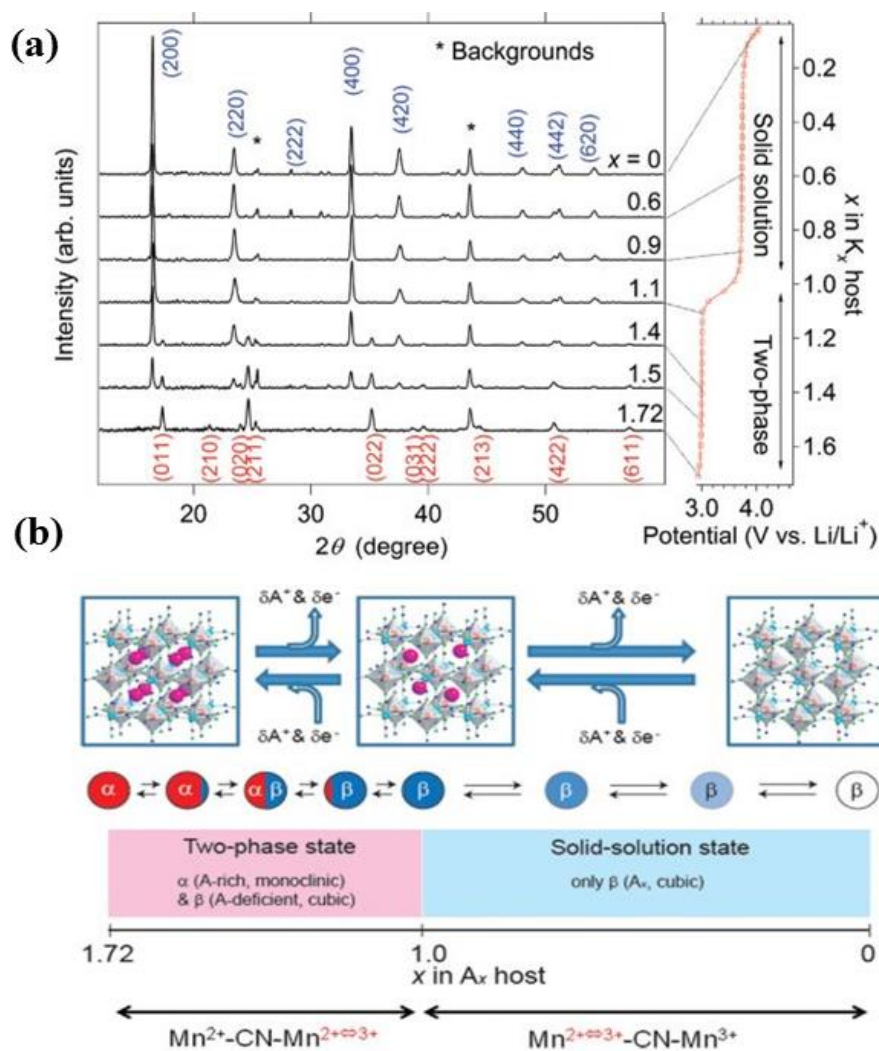 (a)
* Backgrounds
(200)
(220)
*
(222)
(400)
(420)
*
(440)
(442)
(620)
x = 0
0.6
0.9
1.1
1.4
1.5
1.72
(011)
(210)
(020)
(211)
(022)
(031)
(222)
(213)
(422)
(611)
Intensity (arb. units)
20 30 40 50
2θ (degree)
0.2
0.4
0.6
0.8
1.0
1.2
1.4
1.6
Solid solution
Two-phase
x in Kₓ host
3.0 4.0
Potential (V vs. Li/Li⁺)
(b)
δA⁺ & δe⁻ δA⁺ & δe⁻
δA⁺ & δe⁻ δA⁺ & δe⁻
α α α β β β β β β
Two-phase state Solid-solution state
α (A-rich, monoclinic) only β (Aₓ, cubic)
& β (A-deficient, cubic)
1.72 1.0 0
x in Aₓ host
Mn²⁺-CN-Mn²⁺⇔³⁺ Mn²⁺⇔³⁺-CN-Mn³⁺